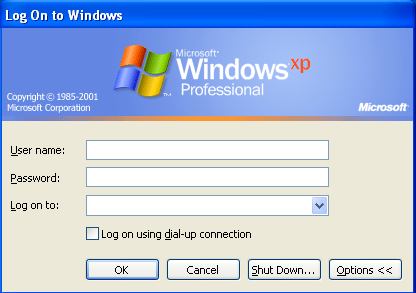 Log On to Windows
Microsoft®
Windows xp
Professional
Copyright © 1985-2001
Microsoft Corporation
Microsoft
User name:
Password:
Log on to:
Log on using dial-up connection
OK Cancel Shut Down... Options <<